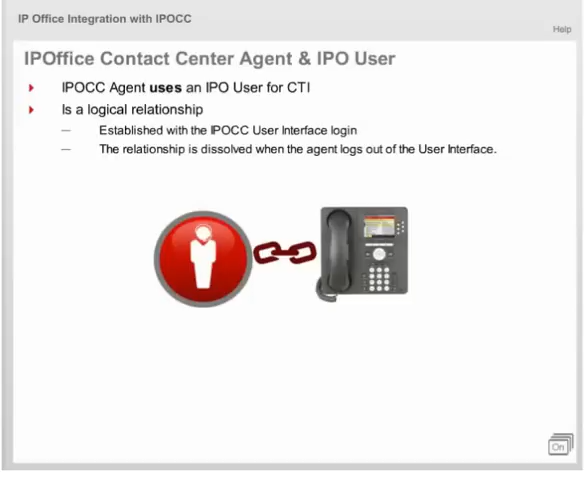 IP Office Integration with IPOCC
Help
IPOffice Contact Center Agent & IPO User
IPOCC Agent uses an IPO User for CTI
Is a logical relationship
— Established with the IPOCC User Interface login
— The relationship is dissolved when the agent logs out of the User Interface.
On